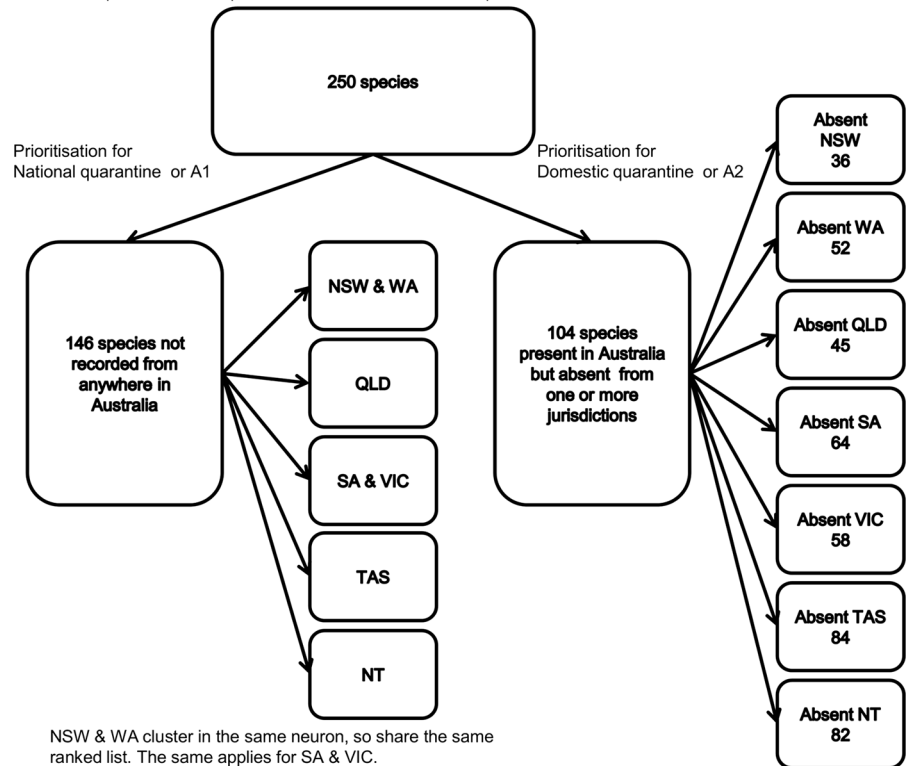 250 species
Prioritisation for
National quarantine or A1
Prioritisation for
Domestic quarantine or A2
146 species not
recorded from
anywhere in
Australia
NSW & WA
QLD
SA & VIC
TAS
NT
104 species
present in Australia
but absent from
one or more
jurisdictions
Absent
NSW
36
Absent WA
52
Absent QLD
45
Absent SA
64
Absent VIC
58
Absent TAS
84
Absent NT
82
NSW & WA cluster in the same neuron, so share the same
ranked list. The same applies for SA & VIC.